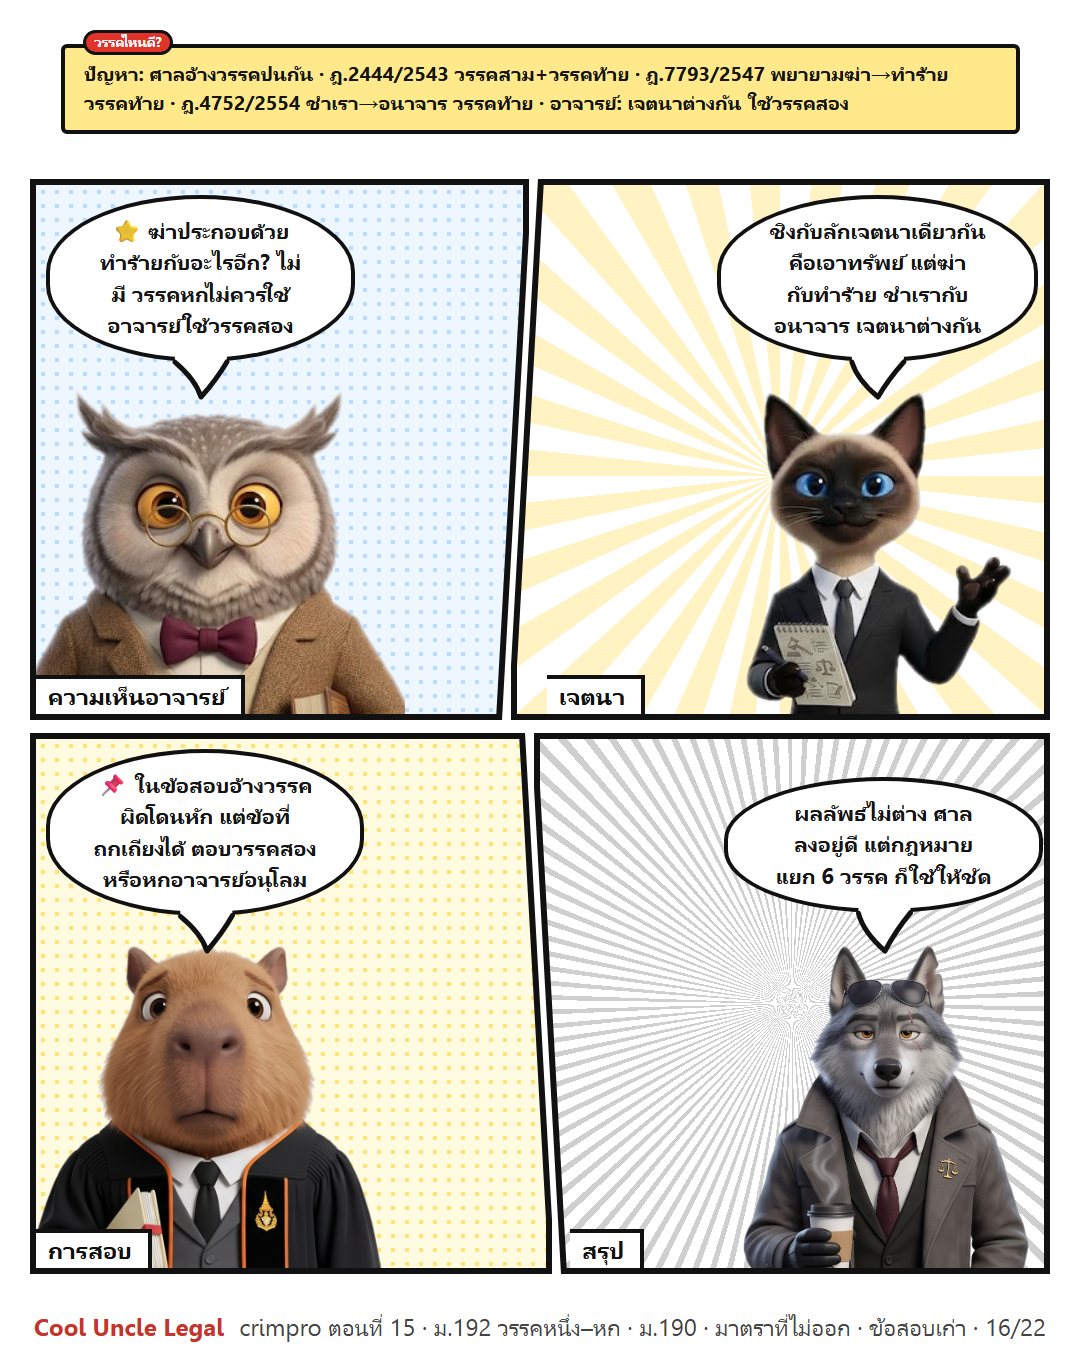 วรรคไหนดี?
ปัญหา: ศาลอ้างวรรคปนกัน · ฎ.2444/2543 วรรคสาม+วรรคท้าย · ฎ.7793/2547 พยายามฆ่า→ทำร้าย
วรรคท้าย · ฎ.4752/2554 ชำเรา→อนาจาร วรรคท้าย · อาจารย์: เจตนาต่างกัน ใช้วรรคสอง
⭐ ฆ่าประกอบด้วย
ทำร้ายกับอะไรอีก? ไม่
มี วรรคหกไม่ควรใช้
อาจารย์ใช้วรรคสอง
ความเห็นอาจารย์
ชิงกับลักเจตนาเดียวกัน
คือเอาทรัพย์ แต่ฆ่า
กับทำร้าย ชำเรากับ
อนาจาร เจตนาต่างกัน
เจตนา
📌 ในข้อสอบอ้างวรรค
ผิดโดนหัก แต่ข้อที่
ถกเถียงได้ ตอบวรรคสอง
หรือหกอาจารย์อนุโลม
การสอบ
ผลลัพธ์ไม่ต่าง ศาล
ลงอยู่ดี แต่กฎหมาย
แยก 6 วรรค ก็ใช้ให้ชัด
สรุป
Cool Uncle Legal crimpro ตอนที่ 15 · ม.192 วรรคหนึ่ง–หก · ม.190 · มาตราที่ไม่ออก · ข้อสอบเก่า · 16/22